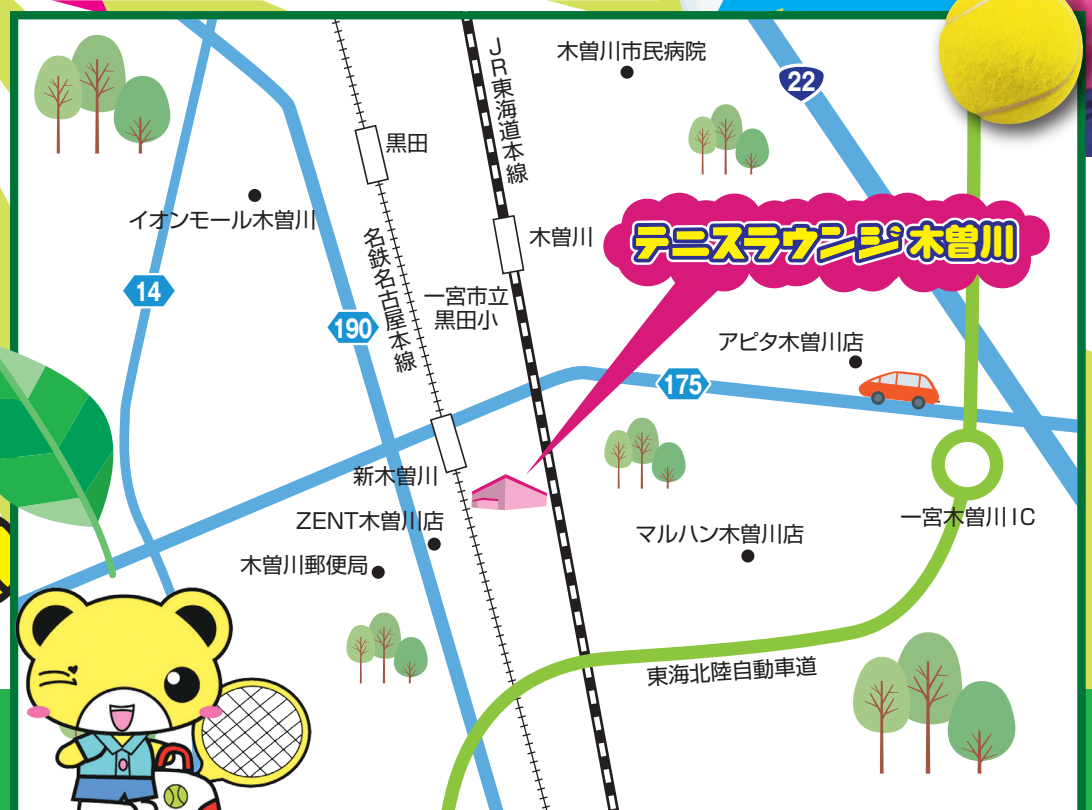 木曽川市民病院
22
JR東海道本線
黒田
イオンモール木曽川
木曽川
テニスラウンジ 木曽川
名鉄名古屋本線
14
一宮市立
黒田小
190
アピタ木曽川店
175
新木曽川
ZENT木曽川店
木曽川郵便局
マルハン木曽川店
一宮木曽川IC
東海北陸自動車道